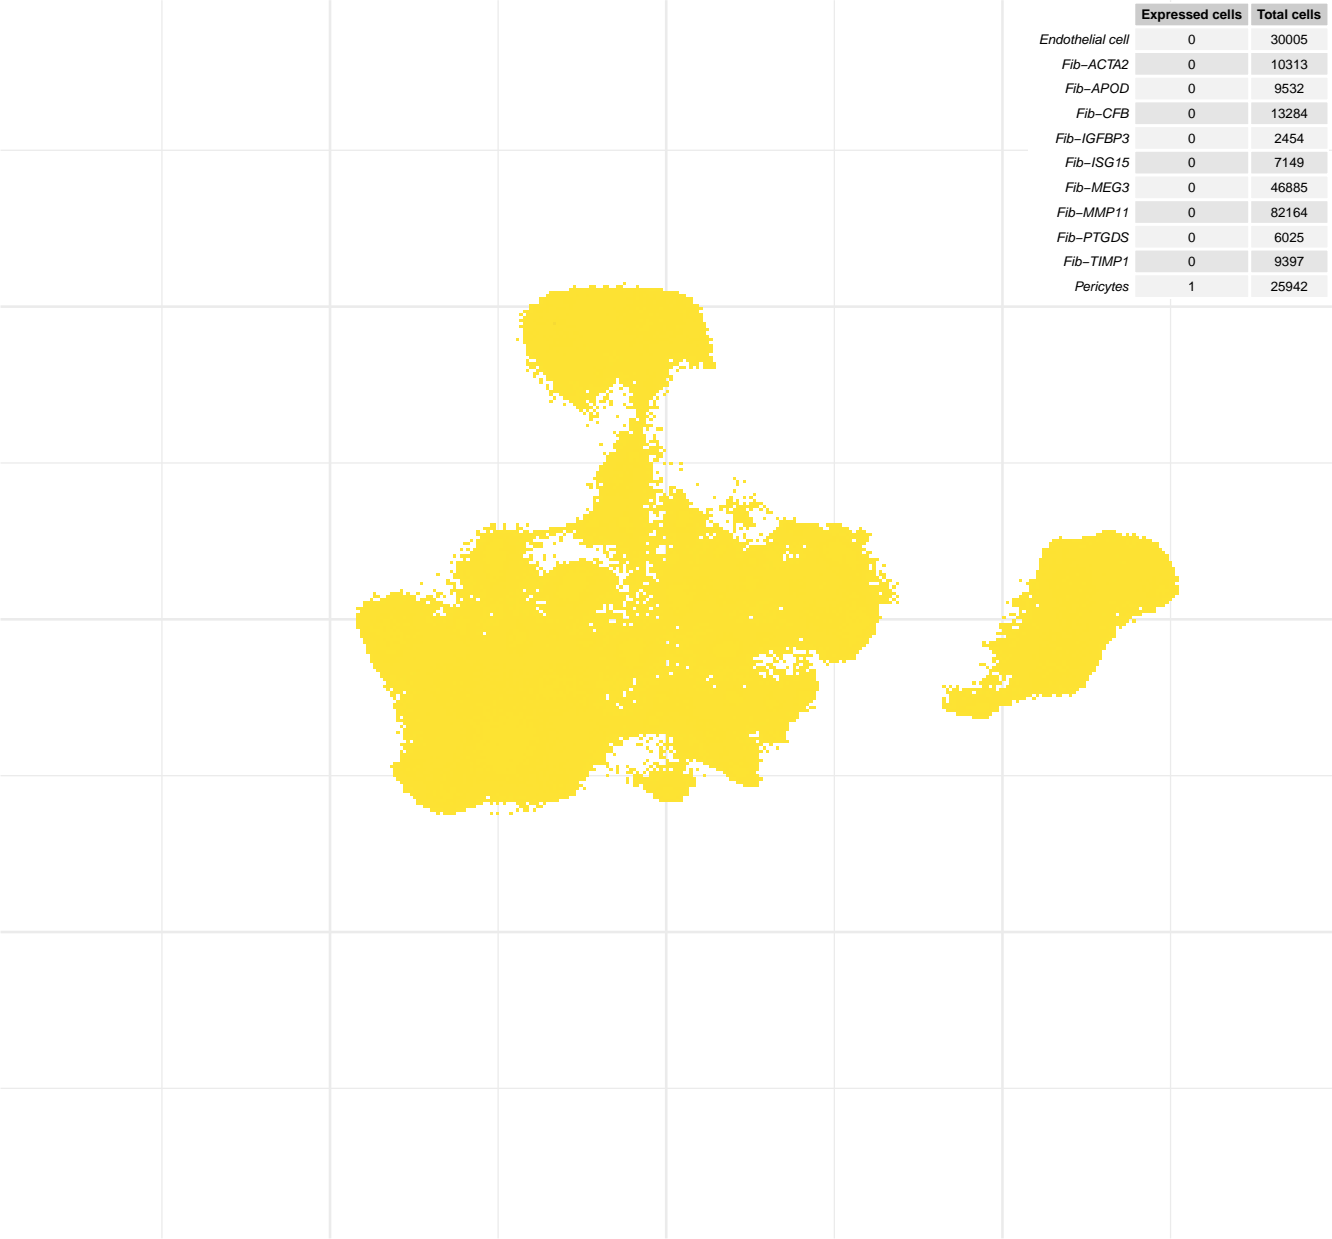 Expressed cells Total cells
Endothelial cell 0 30005
Fib−ACTA2 0 10313
Fib−APOD 0 9532
Fib−CFB 0 13284
Fib−IGFBP3 0 2454
Fib−ISG15 0 7149
Fib−MEG3 0 46885
Fib−MMP11 0 82164
Fib−PTGDS 0 6025
Fib−TIMP1 0 9397
Pericytes 1 25942